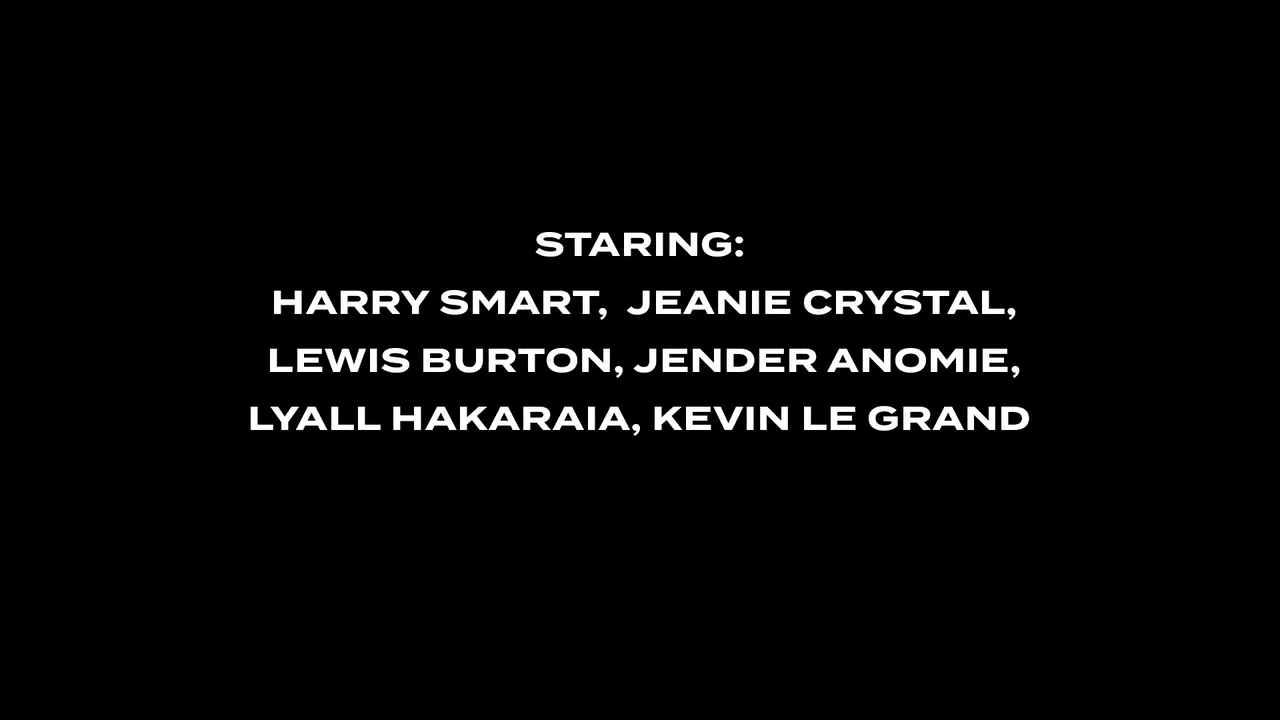 STARING:
HARRY SMART,  JEANIE CRYSTAL,
LEWIS BURTON, JENDER ANOMIE,
LYALL HAKARAIA, KEVIN LE GRAND